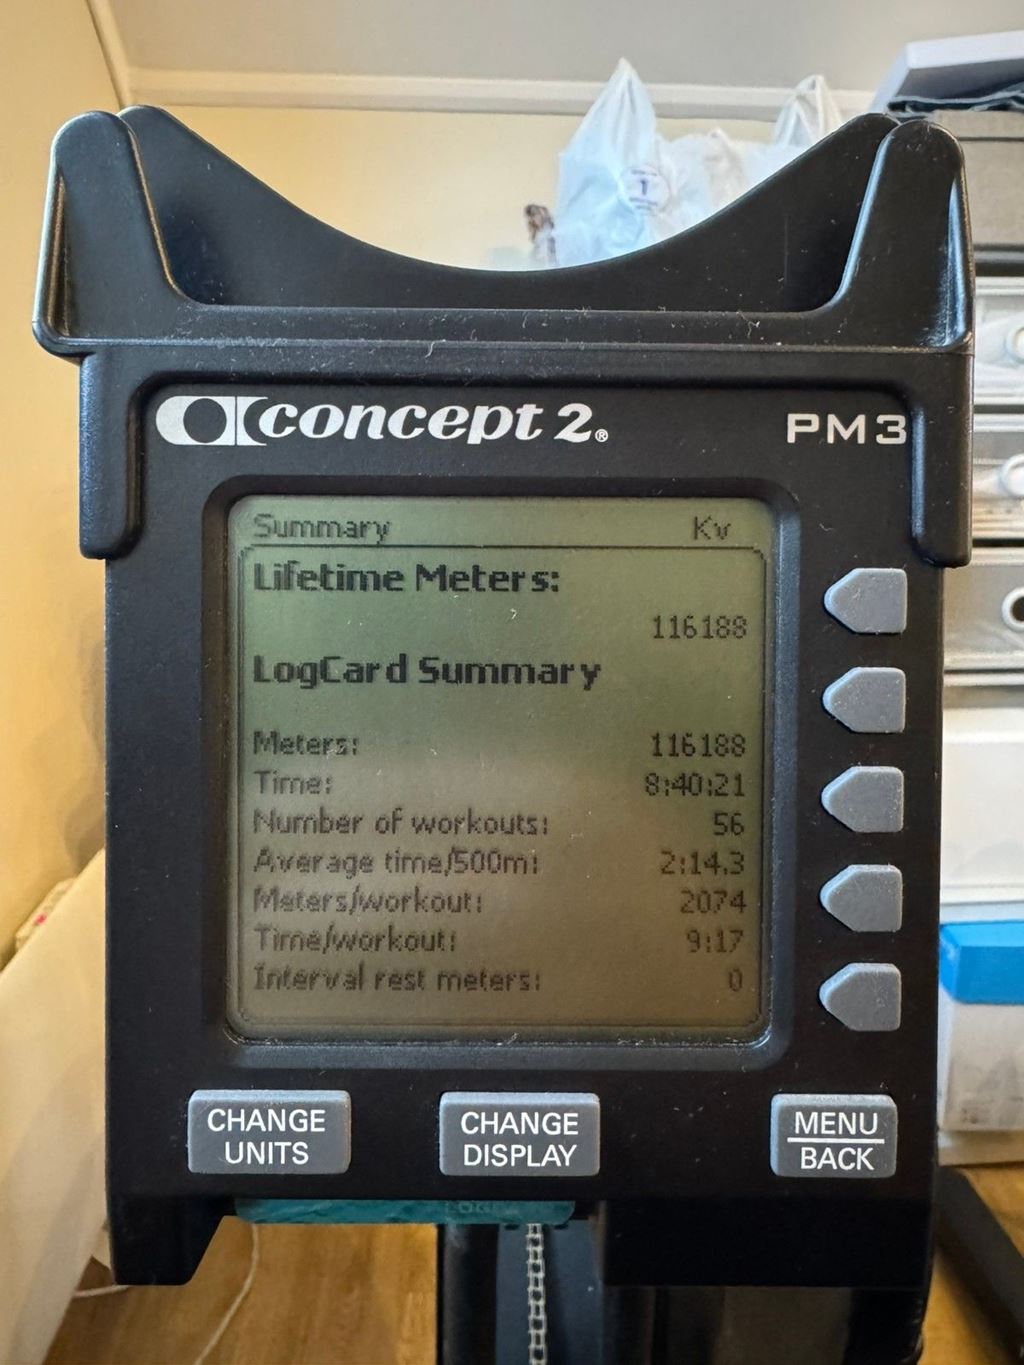 concept 2® PM3
Summary Kv
Lifetime Meters:
116188
LogCard Summary
Meters: 116188
Time: 8:40:21
Number of workouts: 56
Average time/500m: 2:14.3
Meters/workout: 2074
Time/workout: 9:17
Interval rest meters: 0
CHANGE UNITS
CHANGE DISPLAY
MENU
BACK